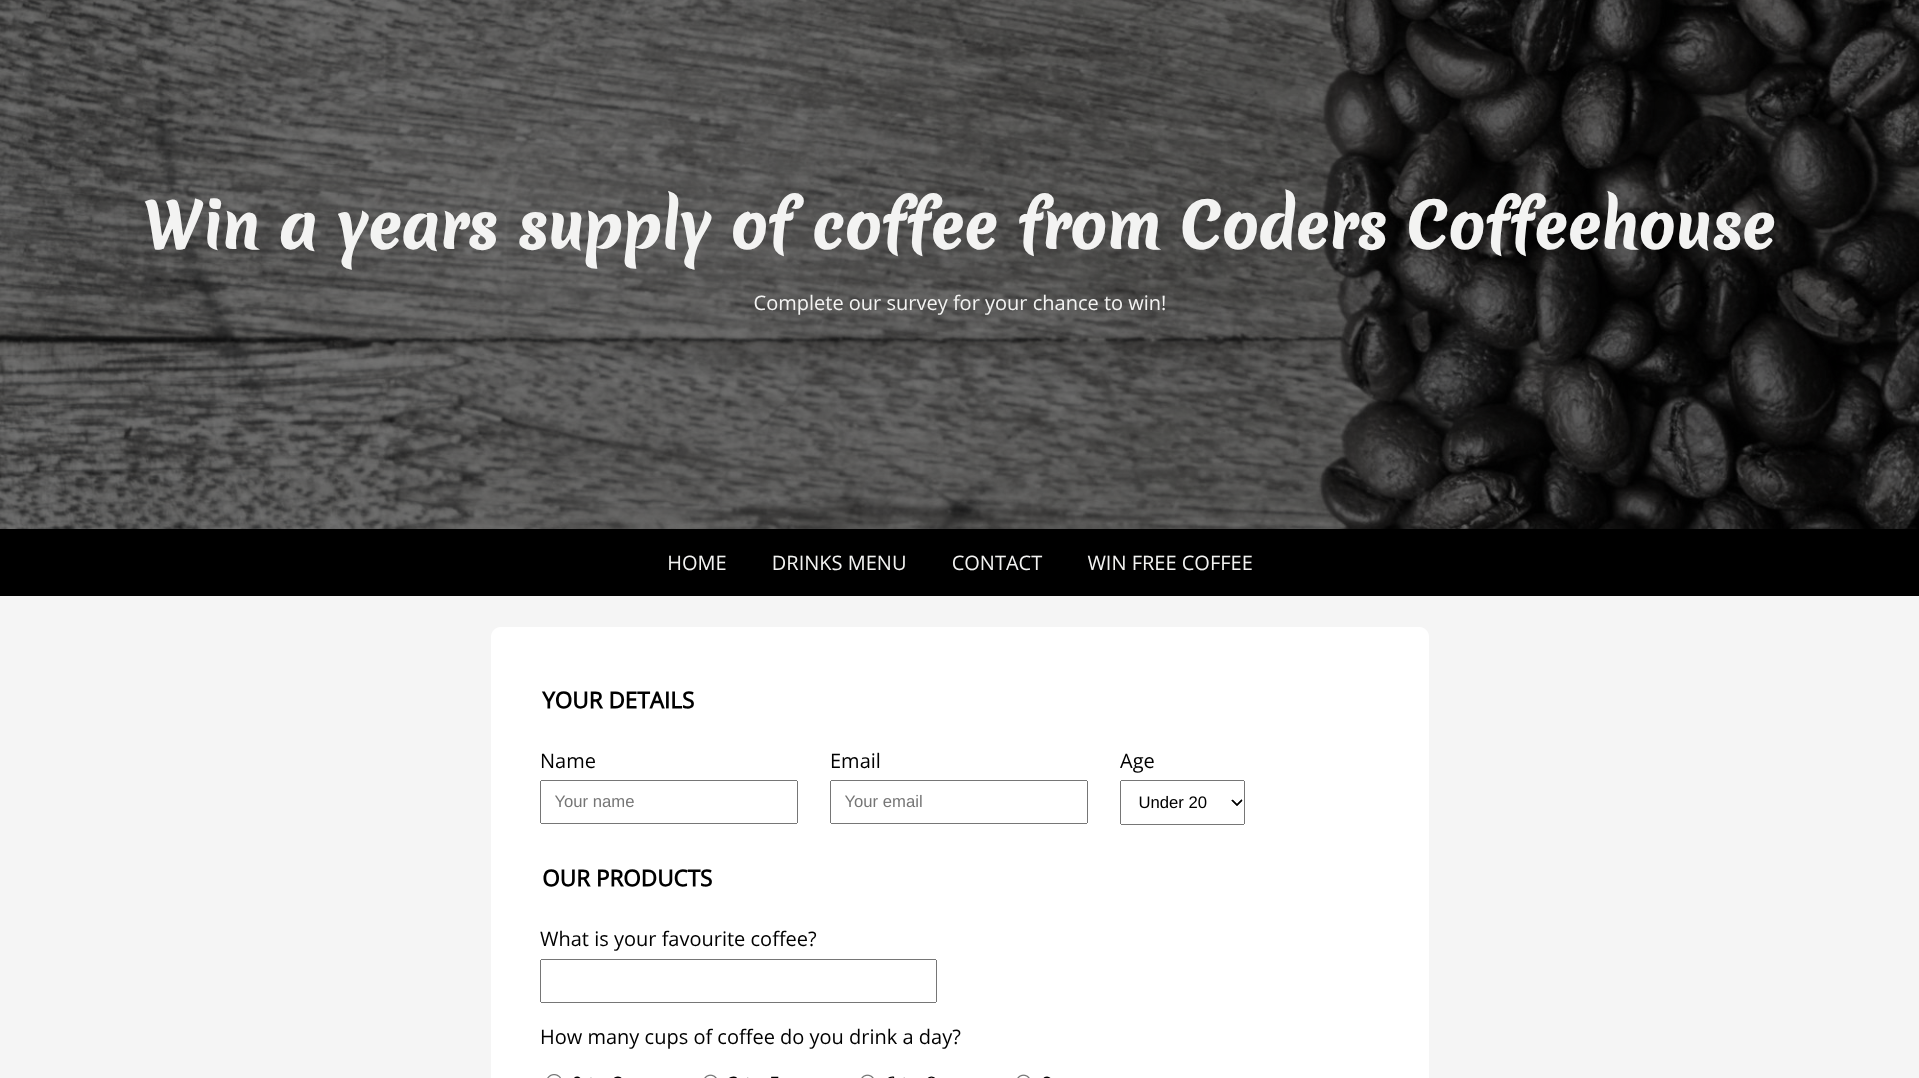 Win a years supply of coffee from Coders Coffeehouse
Complete our survey for your chance to win!
HOME DRINKS MENU CONTACT WIN FREE COFFEE
YOUR DETAILS
Name Email Age
Your name Your email Under 20
OUR PRODUCTS
What is your favourite coffee?
How many cups of coffee do you drink a day?